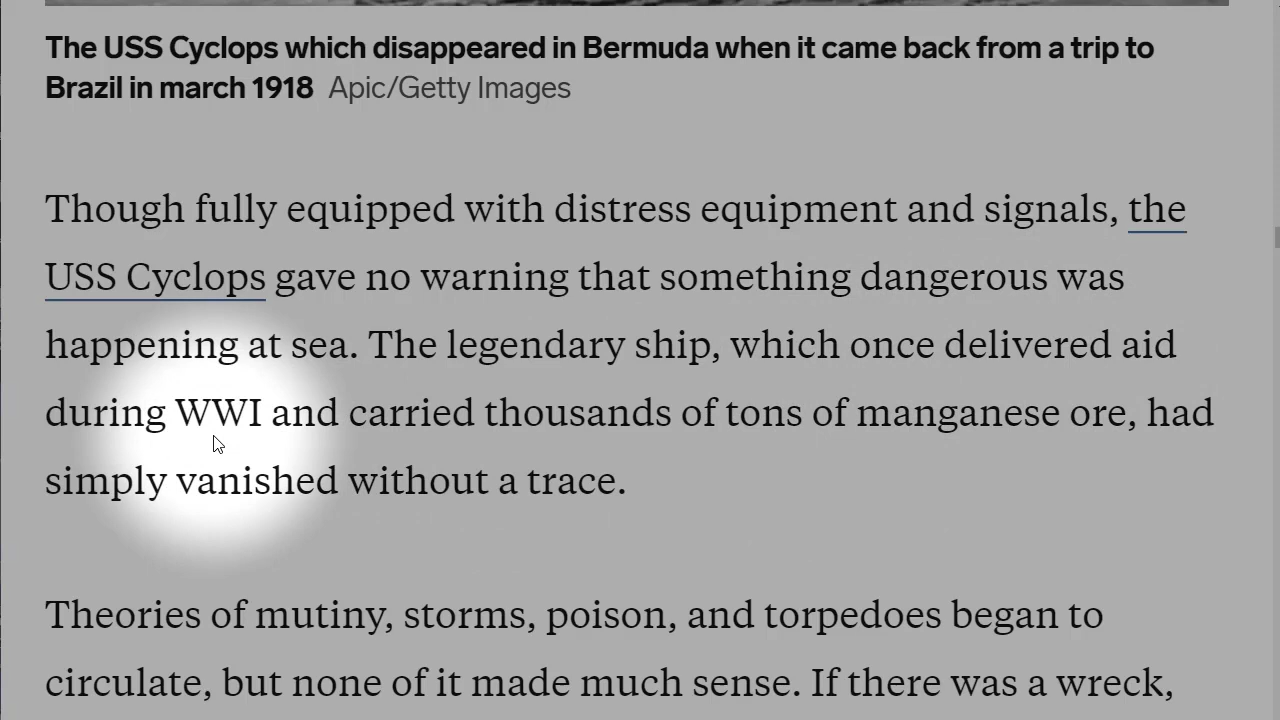 The USS Cyclops which disappeared in Bermuda when it came back from a trip to
Brazil in march 1918 Apic/Getty Images
Though fully equipped with distress equipment and signals, the
USS Cyclops gave no warning that something dangerous was
happening at sea. The legendary ship, which once delivered aid
during WWI and carried thousands of tons of manganese ore, had
simply vanished without a trace.
Theories of mutiny, storms, poison, and torpedoes began to
circulate, but none of it made much sense. If there was a wreck,